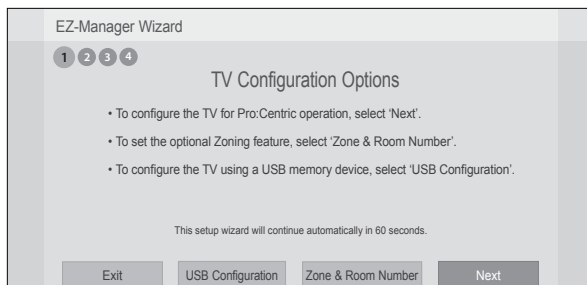 EZ-Manager Wizard
1 2 3 4
TV Configuration Options
• To configure the TV for Pro:Centric operation, select ‘Next’.
• To set the optional Zoning feature, select ‘Zone & Room Number’.
• To configure the TV using a USB memory device, select ‘USB Configuration’.
This setup wizard will continue automatically in 60 seconds.
Exit USB Configuration Zone & Room Number Next